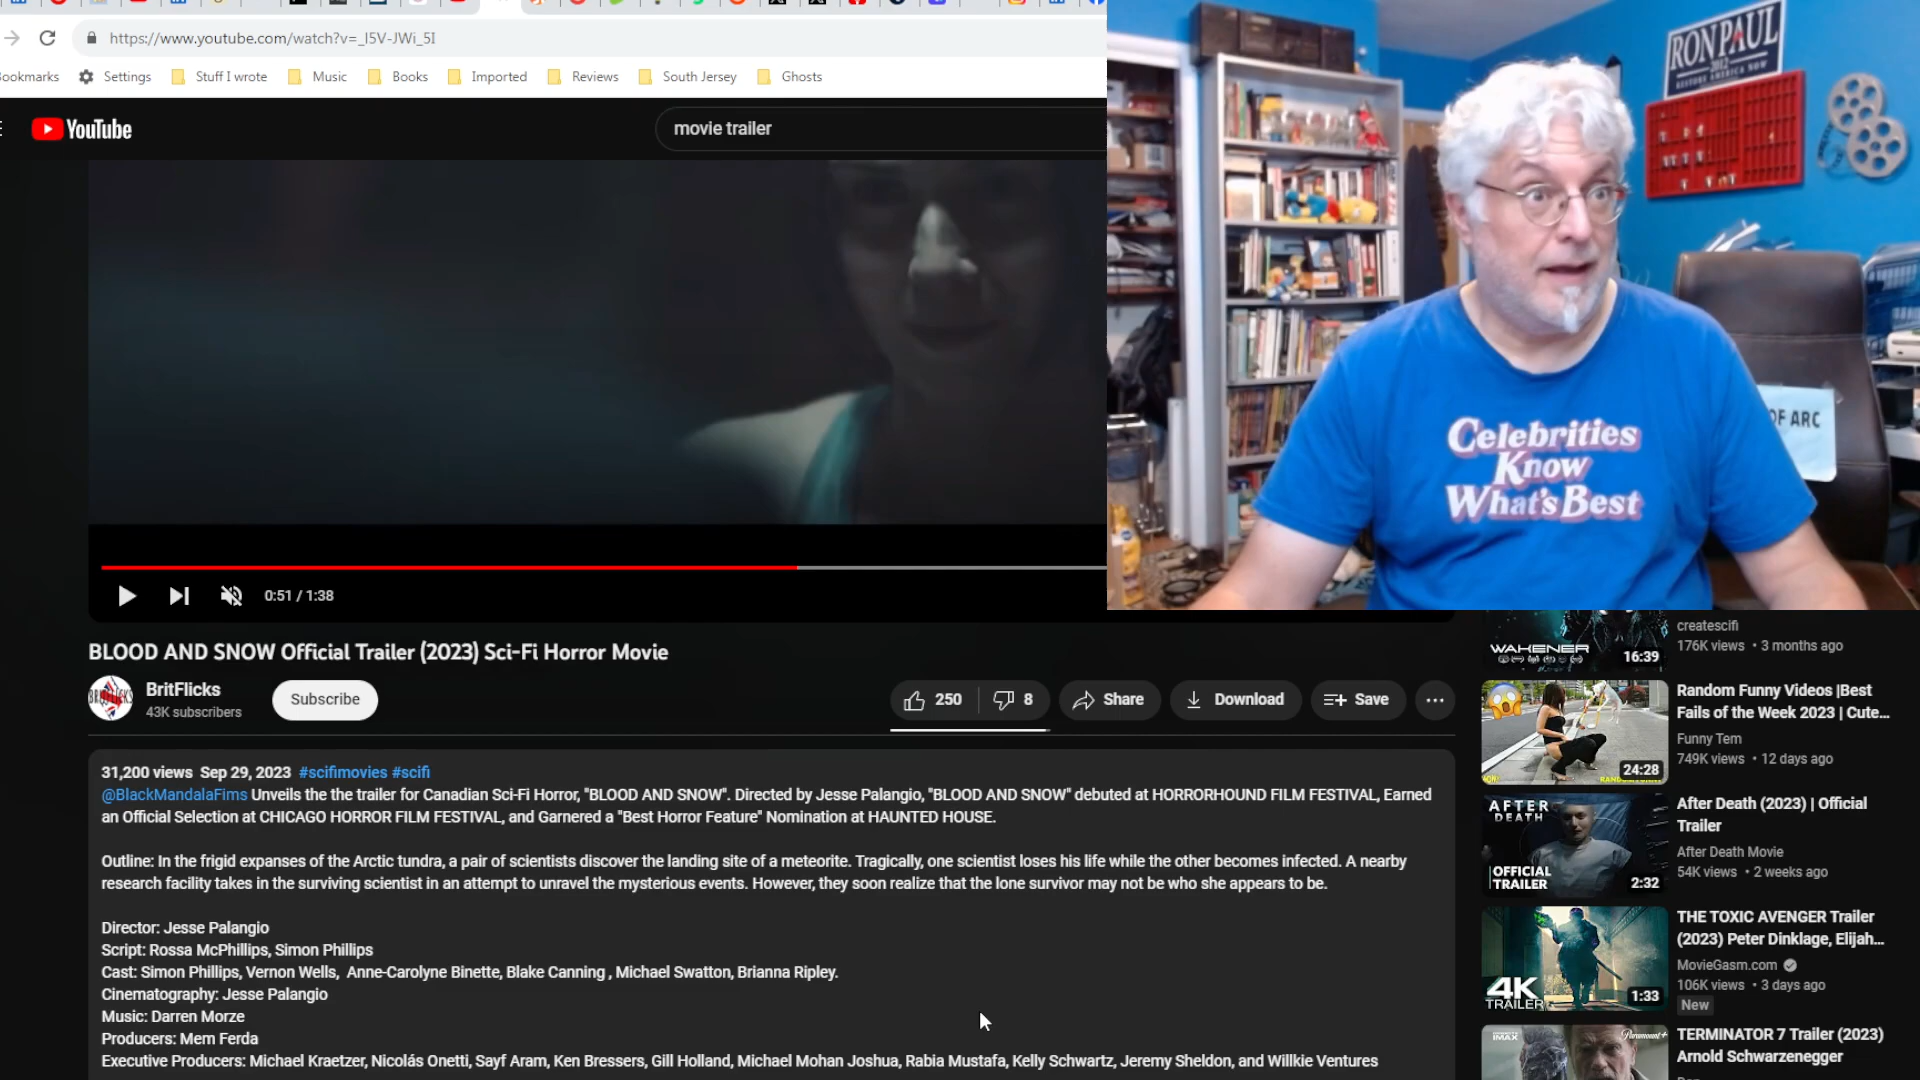 https://www.youtube.com/watch?v=_I5V-JWi_5I
ookmarks
Settings
Stuff I wrote
Music
Books
Imported
Reviews
South Jersey
Ghosts
YouTube
movie trailer
RON PAUL
2012
RESTORE AMERICA NOW
OF ARC
Celebrities
Know
What's Best
0:51 / 1:38
BLOOD AND SNOW Official Trailer (2023) Sci-Fi Horror Movie
BritFlicks
43K subscribers
Subscribe
250
8
Share
Download
Save
31,200 views Sep 29, 2023 #scifimovies #scifi
@BlackMandalaFims Unveils the the trailer for Canadian Sci-Fi Horror, "BLOOD AND SNOW". Directed by Jesse Palangio, "BLOOD AND SNOW" debuted at HORRORHOUND FILM FESTIVAL, Earned
an Official Selection at CHICAGO HORROR FILM FESTIVAL, and Garnered a "Best Horror Feature" Nomination at HAUNTED HOUSE.
Outline: In the frigid expanses of the Arctic tundra, a pair of scientists discover the landing site of a meteorite. Tragically, one scientist loses his life while the other becomes infected. A nearby
research facility takes in the surviving scientist in an attempt to unravel the mysterious events. However, they soon realize that the lone survivor may not be who she appears to be.
Director: Jesse Palangio
Script: Rossa McPhillips, Simon Phillips
Cast: Simon Phillips, Vernon Wells, Anne-Carolyne Binette, Blake Canning , Michael Swatton, Brianna Ripley.
Cinematography: Jesse Palangio
Music: Darren Morze
Producers: Mem Ferda
Executive Producers: Michael Kraetzer, Nicolás Onetti, Sayf Aram, Ken Bressers, Gill Holland, Michael Mohan Joshua, Rabia Mustafa, Kelly Schwartz, Jeremy Sheldon, and Willkie Ventures
WAKENER
16:39
createscifi
176K views • 3 months ago
24:28
Random Funny Videos |Best
Fails of the Week 2023 | Cute...
Funny Tem
749K views • 12 days ago
AFTER
DEATH
OFFICIAL
TRAILER
2:32
After Death (2023) | Official
Trailer
After Death Movie
54K views • 2 weeks ago
4K
TRAILER
1:33
THE TOXIC AVENGER Trailer
(2023) Peter Dinklage, Elijah...
MovieGasm.com
106K views • 3 days ago
New
IMAX
Paramount+
TERMINATOR 7 Trailer (2023)
Arnold Schwarzenegger